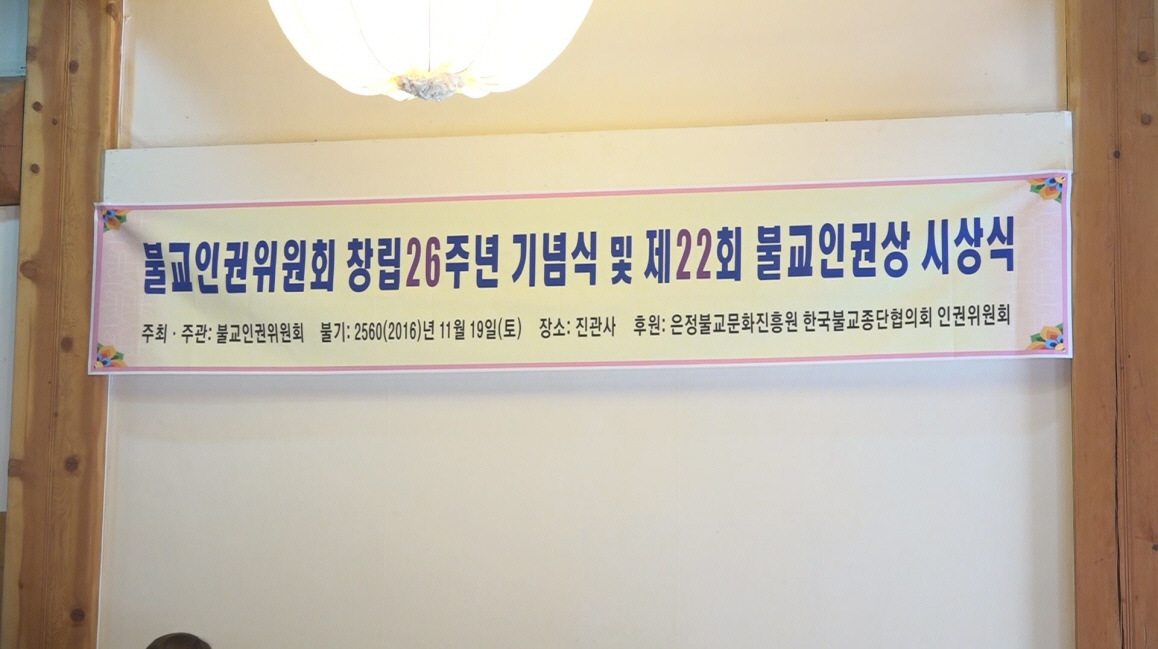 불교인권위원회 창립26주년 기념식 및 제22회 불교인권상 시상식
주최 · 주관: 불교인권위원회 불기: 2560(2016)년 11월 19일(토) 장소: 진관사 후원: 은정불교문화진흥원 한국불교종단협의회 인권위원회